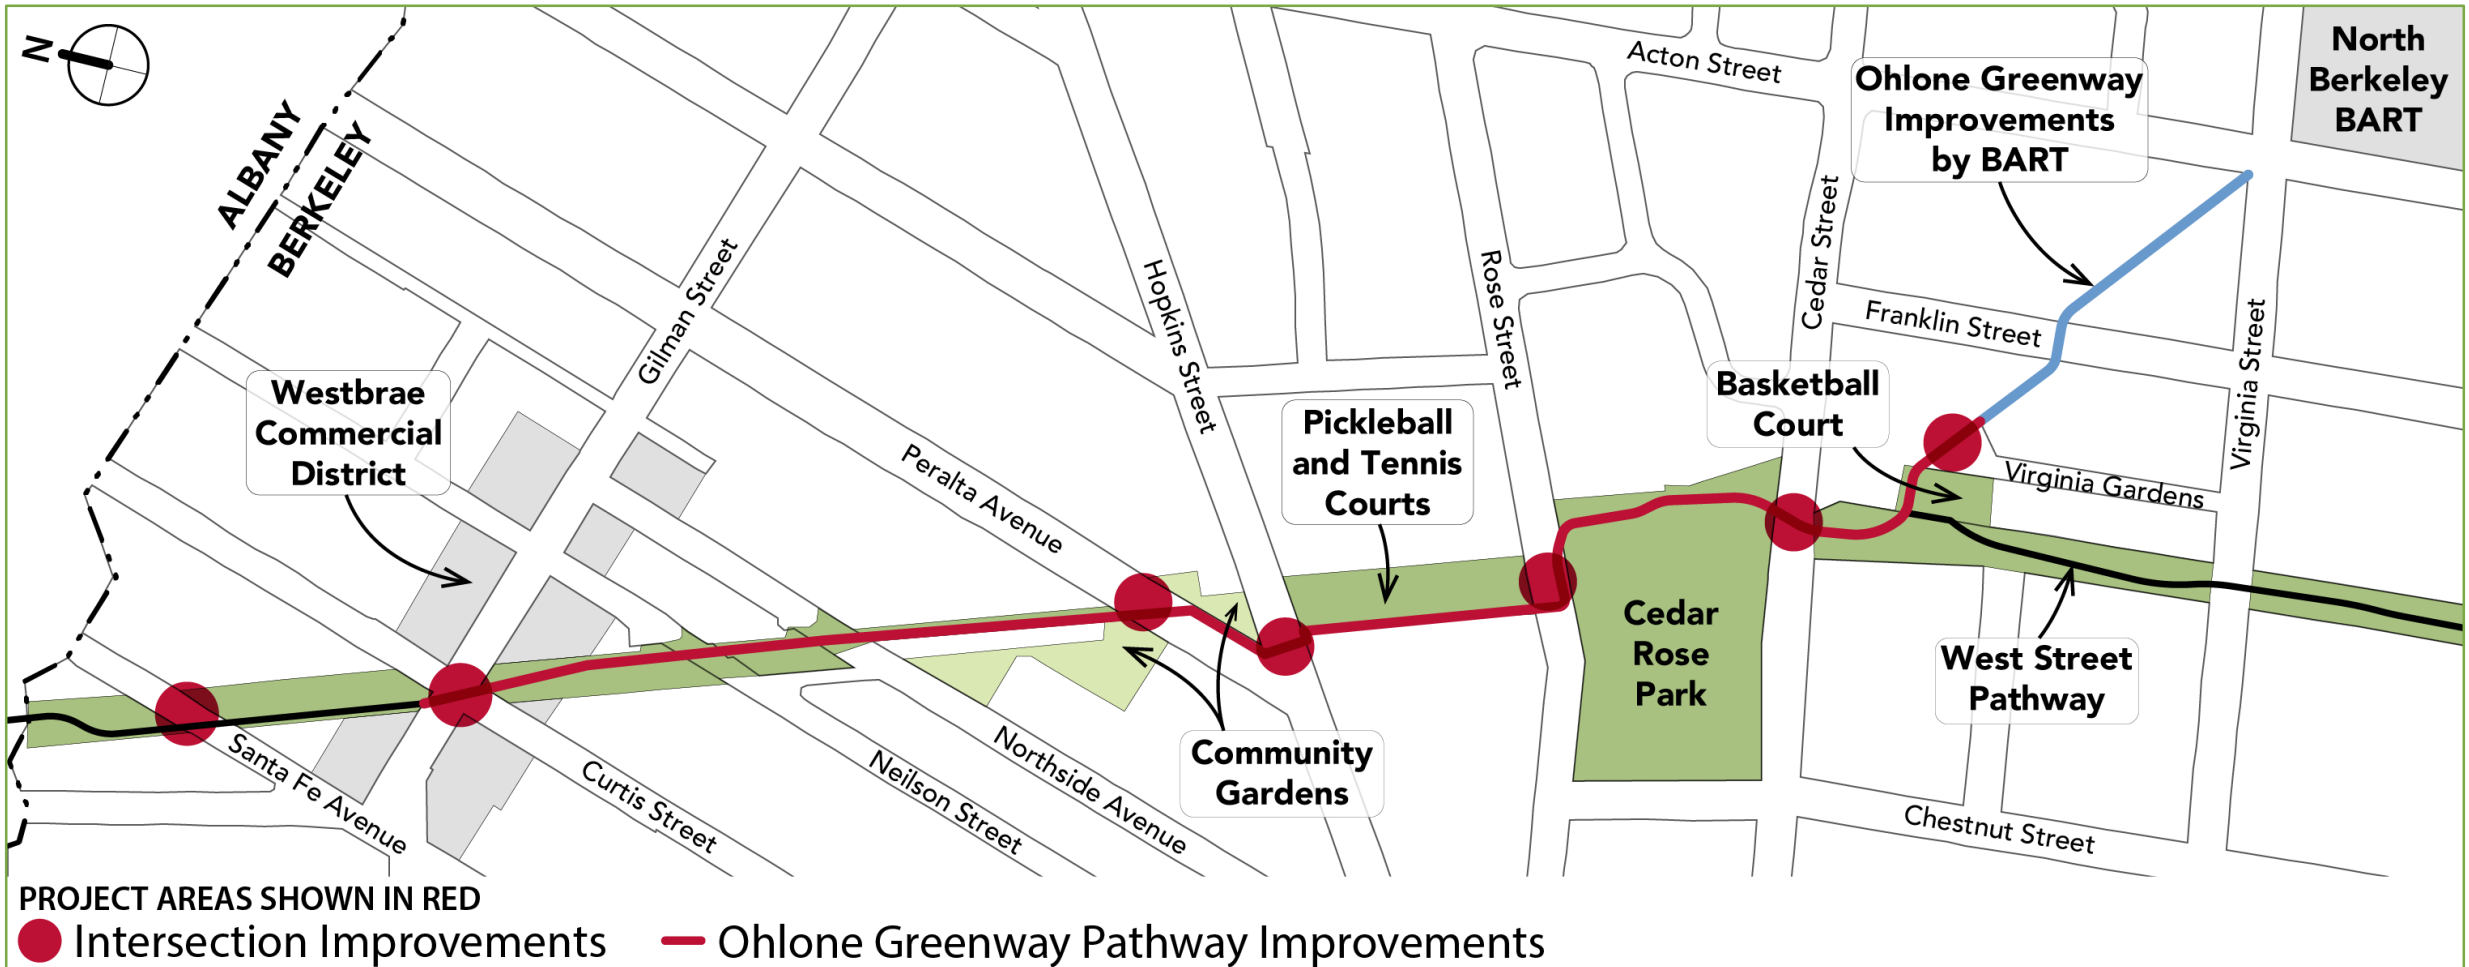 N
ALBANY
BERKELEY
Acton Street
Ohlone Greenway
Improvements
by BART
North
Berkeley
BART
Gilman Street
Hopkins Street
Rose Street
Cedar Street
Franklin Street
Virginia Street
Westbrae
Commercial
District
Peralta Avenue
Pickleball
and Tennis
Courts
Basketball
Court
Virginia Gardens
Cedar
Rose
Park
West Street
Pathway
Community
Gardens
Santa Fe Avenue
Curtis Street
Neilson Street
Northside Avenue
Chestnut Street
PROJECT AREAS SHOWN IN RED
Intersection Improvements
Ohlone Greenway Pathway Improvements